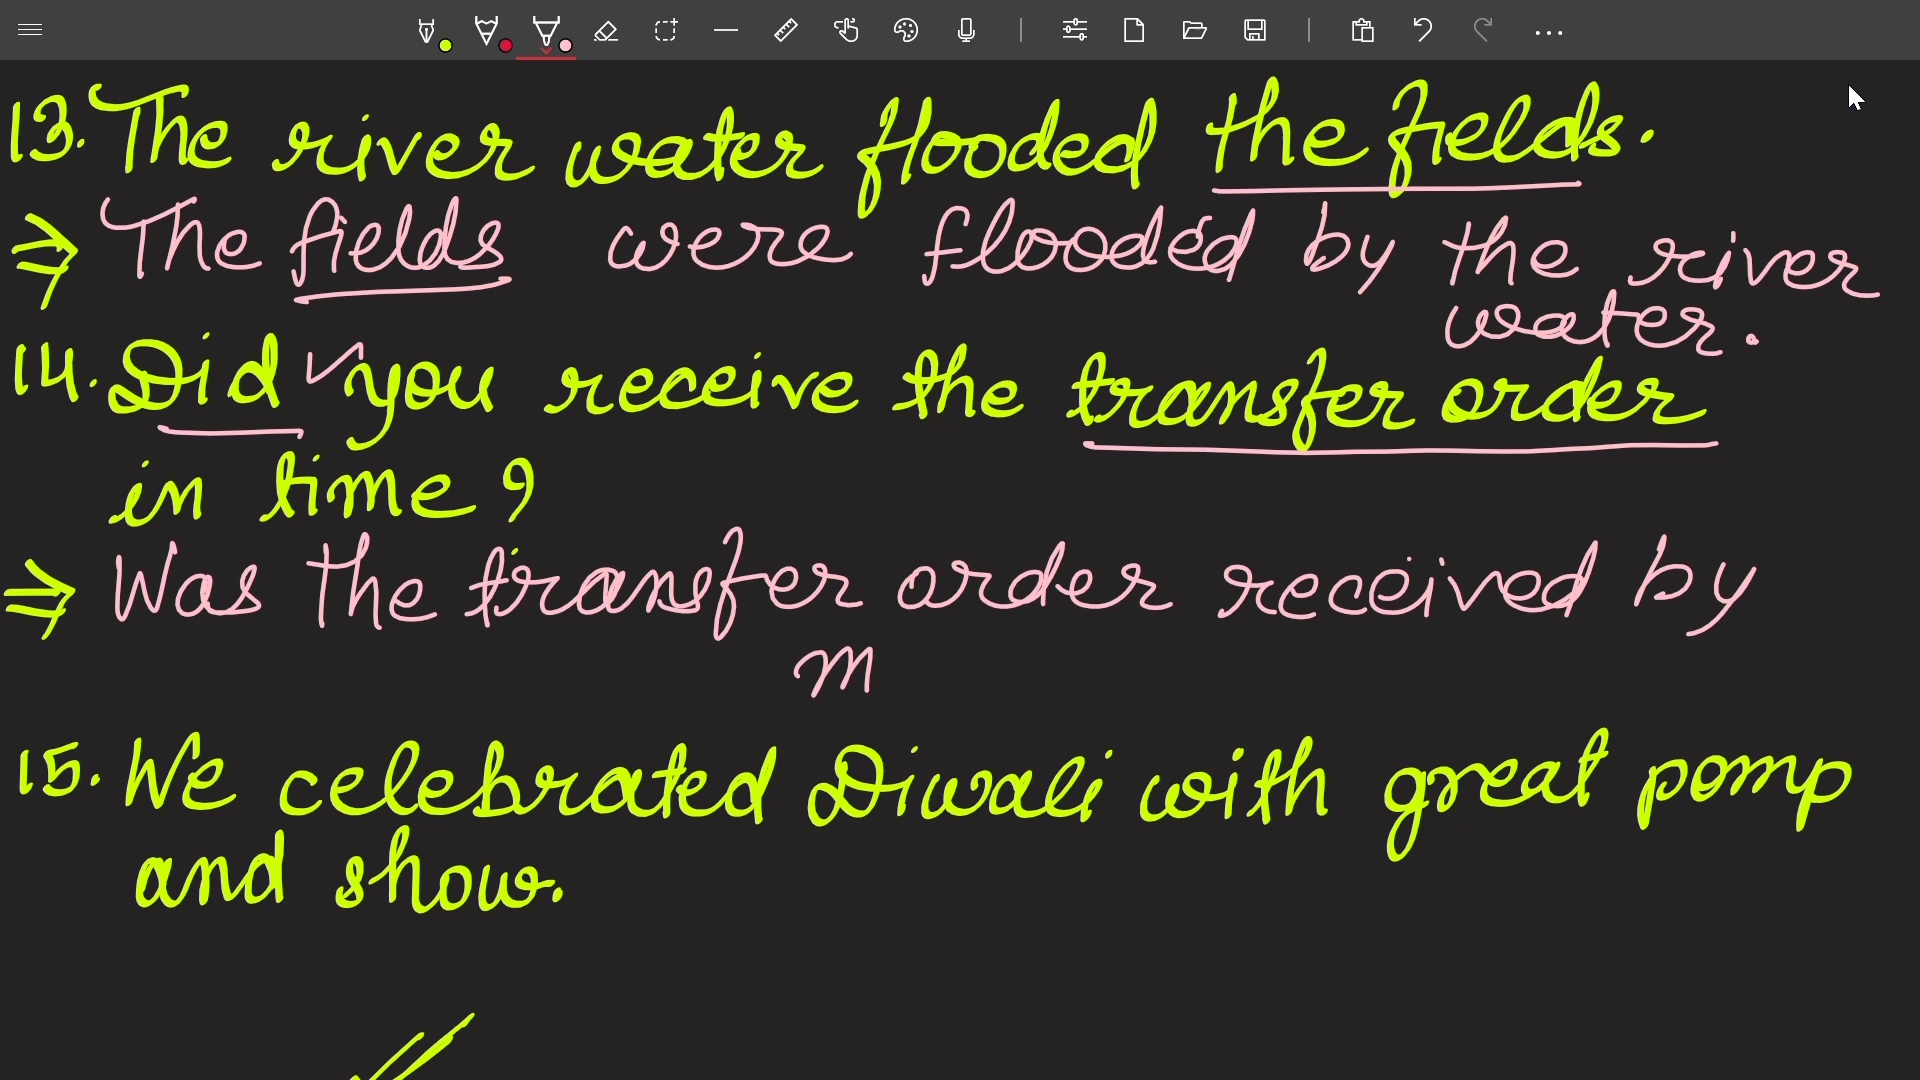 13. The river water flooded the fields.
⇒ The fields were flooded by the river
water.
14. Did you receive the transfer order
in time?
⇒ Was the transfer order received by
m
15. We celebrated Diwali with great pomp
and show.